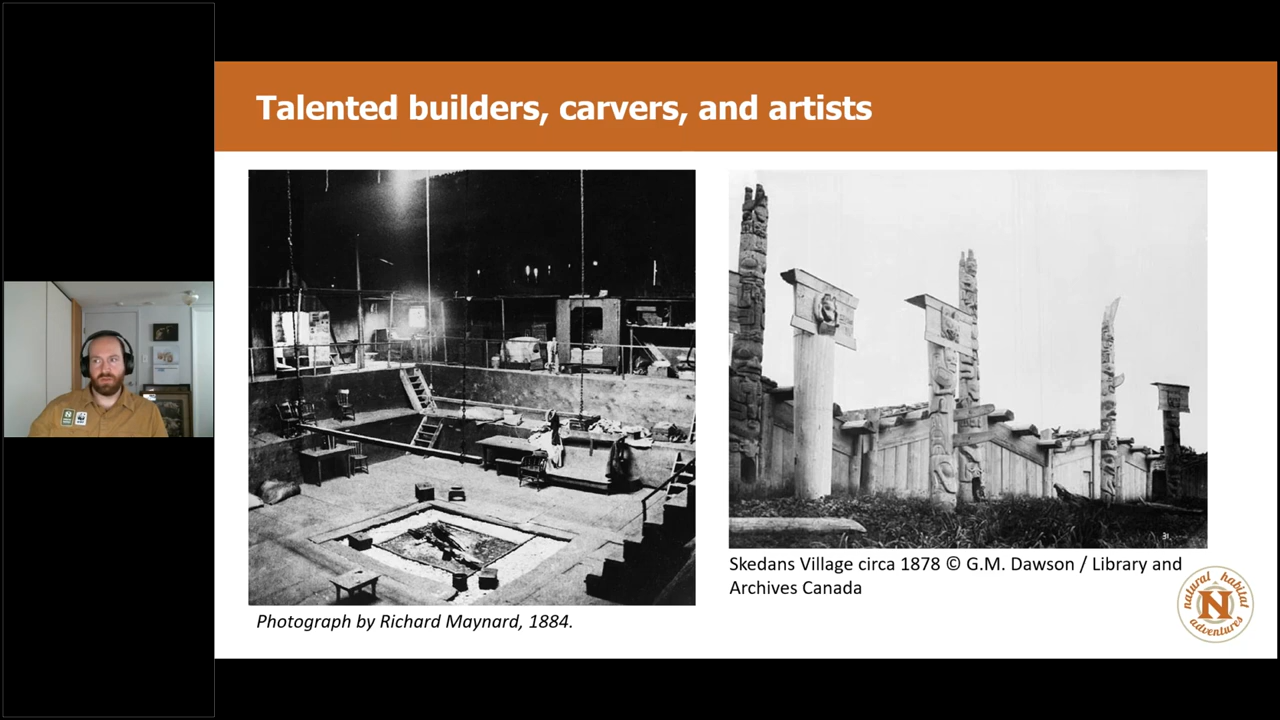 Talented builders, carvers, and artists
Photograph by Richard Maynard, 1884.
Skedans Village circa 1878 © G.M. Dawson / Library and
Archives Canada
natural habitat
N
adventures
31